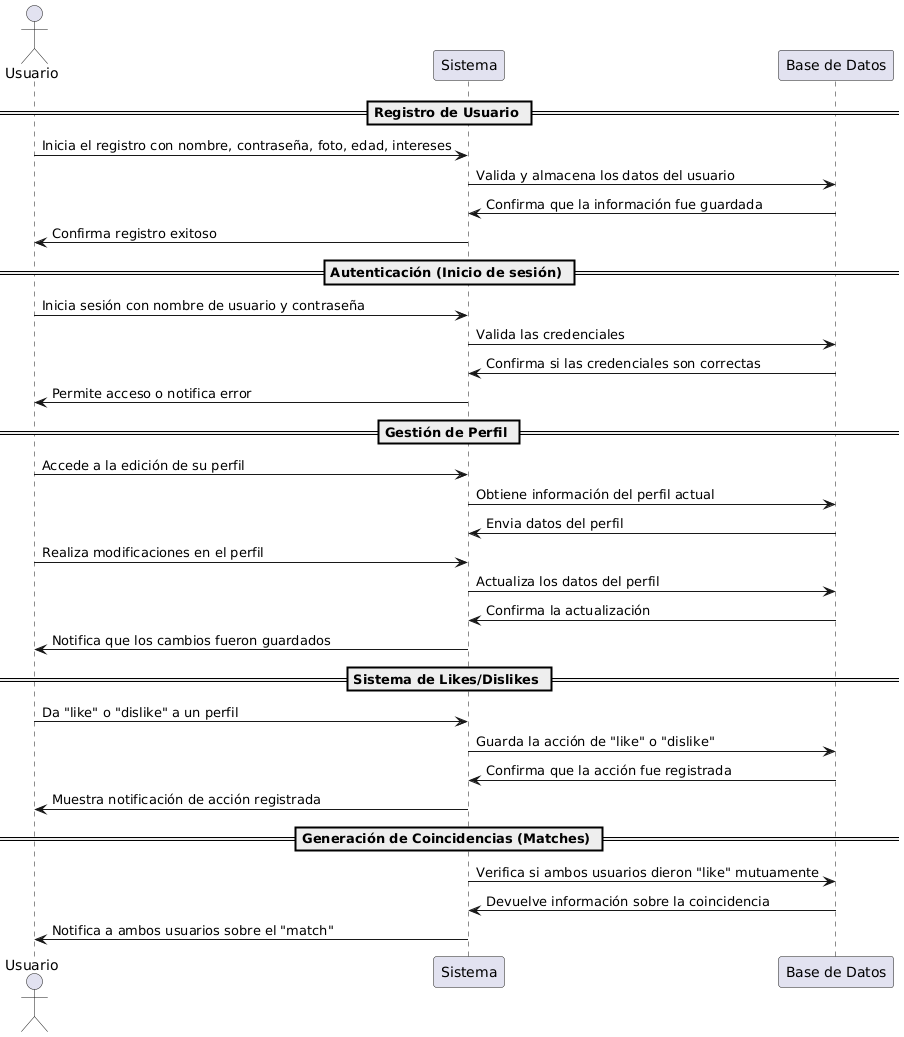 Usuario
Sistema
Base de Datos
Registro de Usuario
Inicia el registro con nombre, contraseña, foto, edad, intereses
Valida y almacena los datos del usuario
Confirma que la información fue guardada
Confirma registro exitoso
Autenticación (Inicio de sesión)
Inicia sesión con nombre de usuario y contraseña
Valida las credenciales
Confirma si las credenciales son correctas
Permite acceso o notifica error
Gestión de Perfil
Accede a la edición de su perfil
Obtiene información del perfil actual
Envia datos del perfil
Realiza modificaciones en el perfil
Actualiza los datos del perfil
Confirma la actualización
Notifica que los cambios fueron guardados
Sistema de Likes/Dislikes
Da "like" o "dislike" a un perfil
Guarda la acción de "like" o "dislike"
Confirma que la acción fue registrada
Muestra notificación de acción registrada
Generación de Coincidencias (Matches)
Verifica si ambos usuarios dieron "like" mutuamente
Devuelve información sobre la coincidencia
Notifica a ambos usuarios sobre el "match"
Usuario
Sistema
Base de Datos